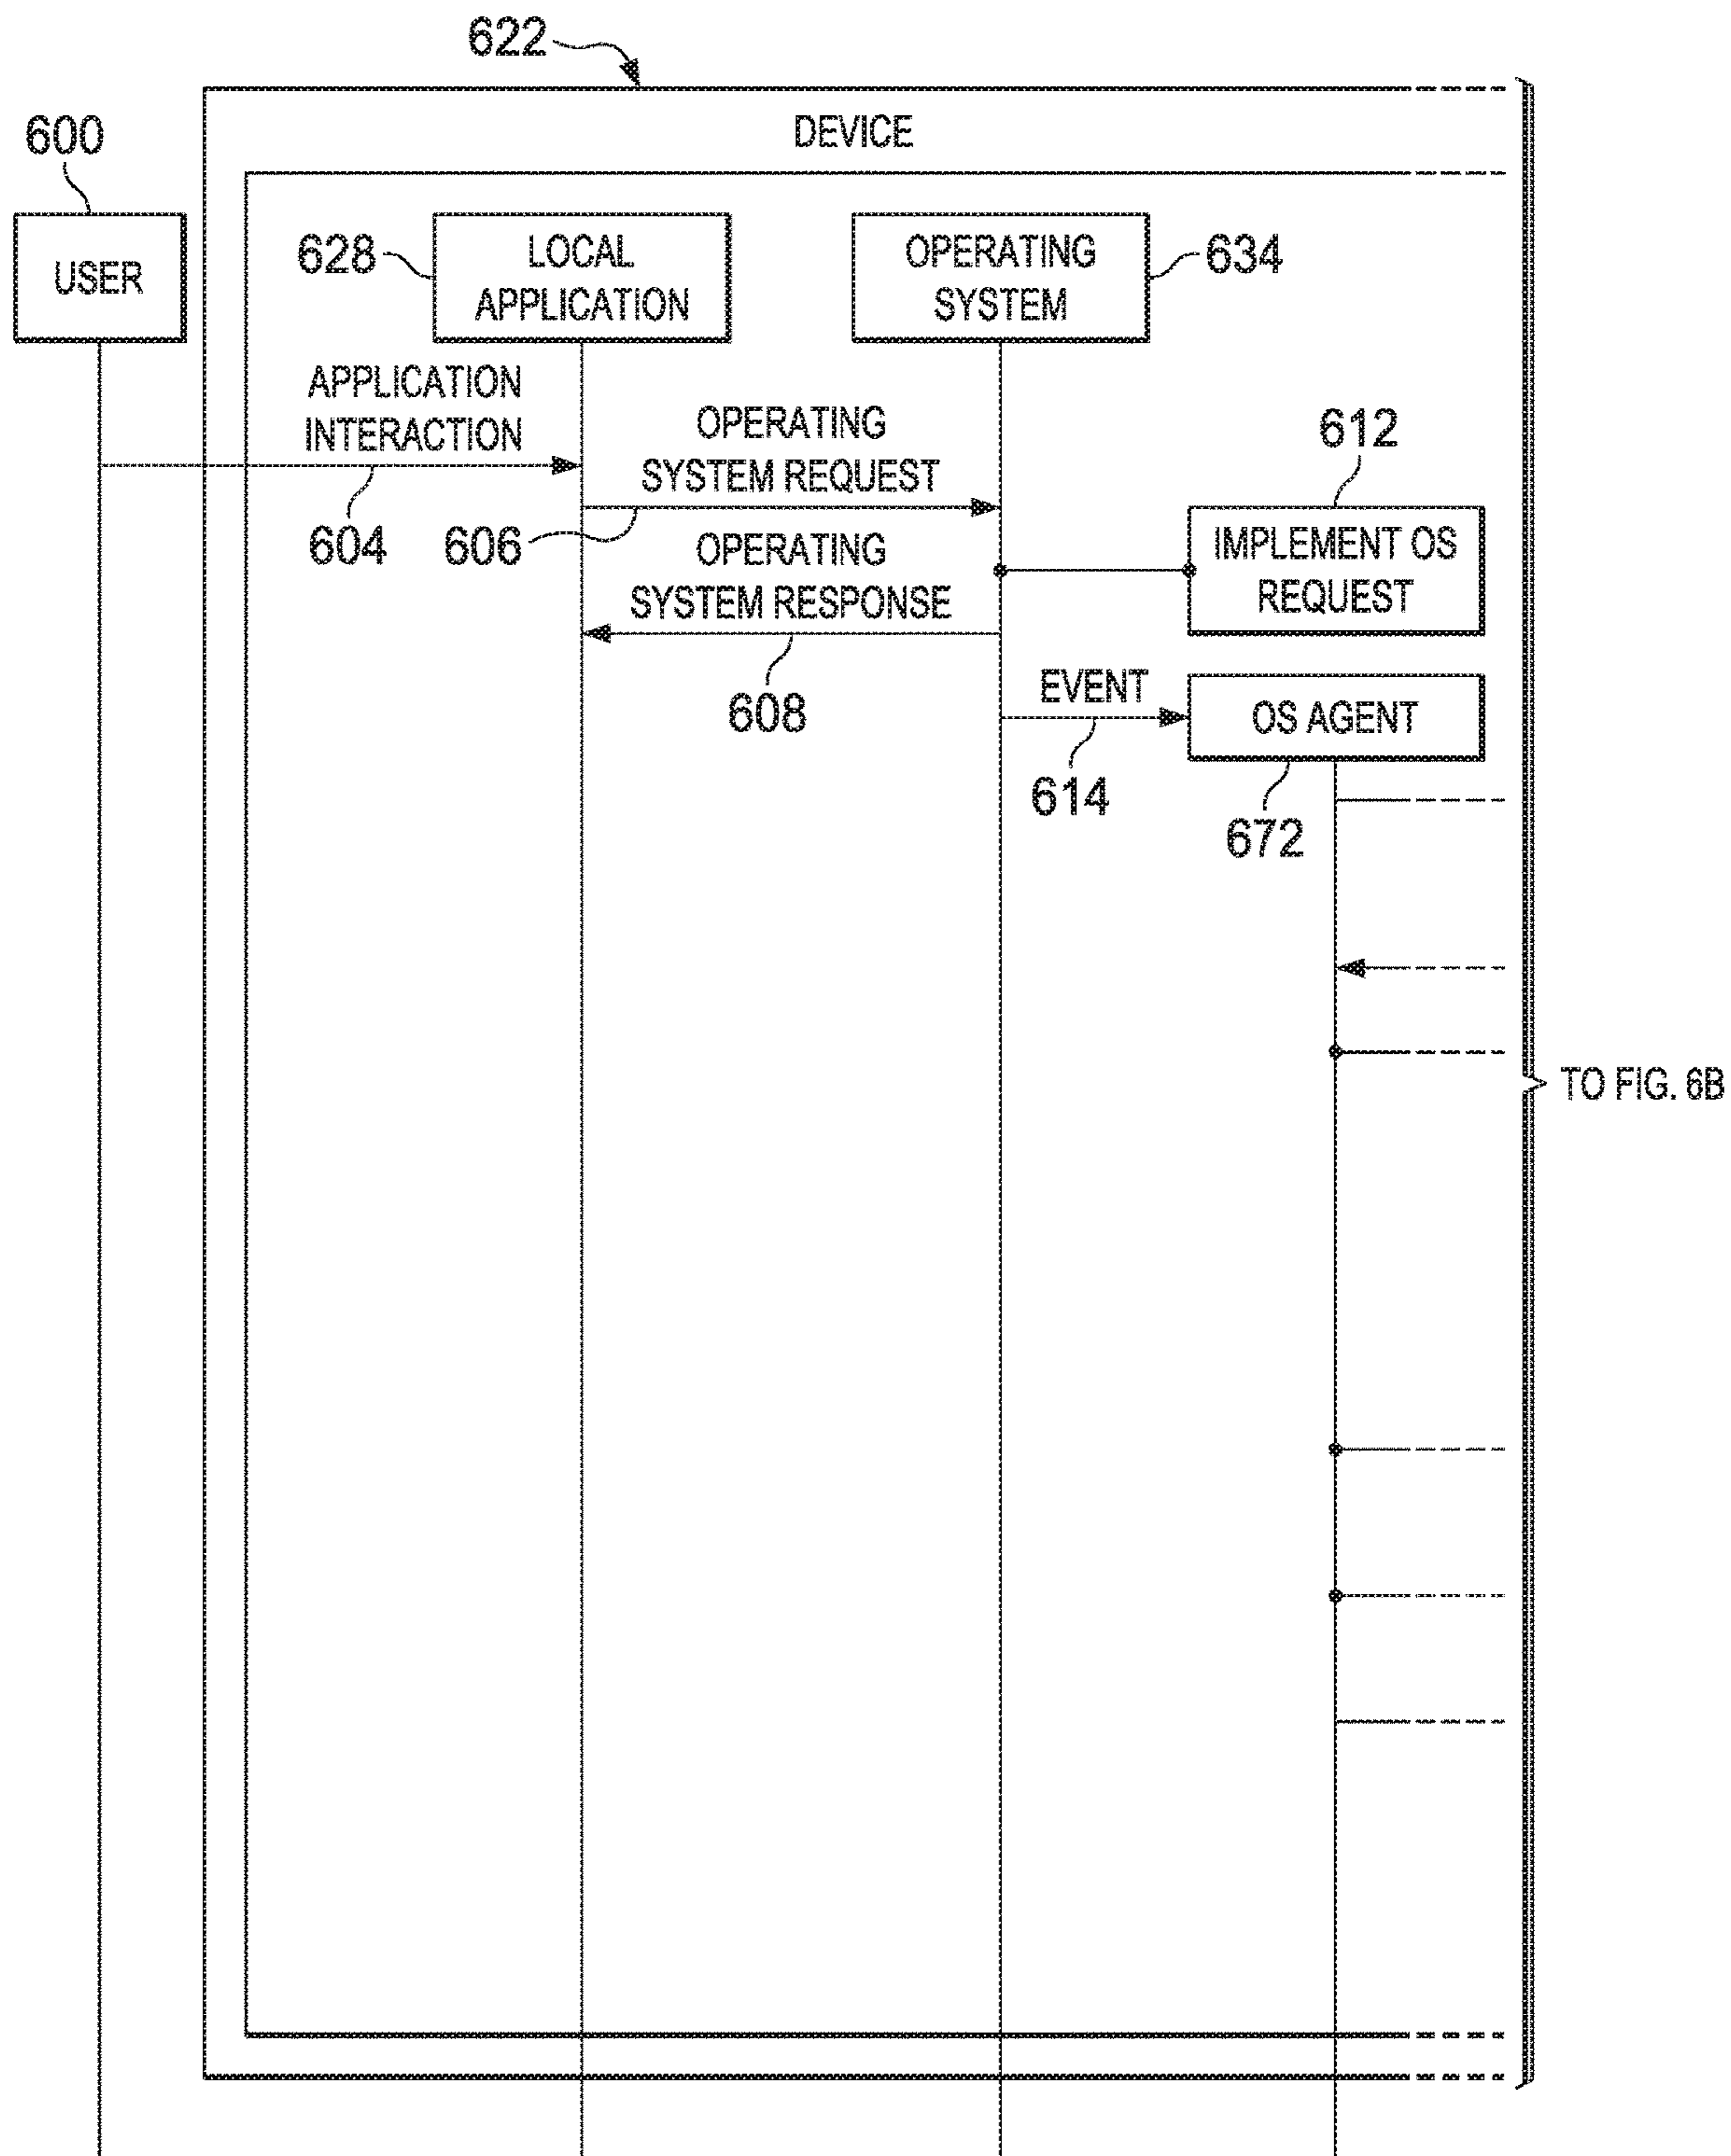 622
DEVICE
600
USER
628
LOCAL
APPLICATION
OPERATING
SYSTEM
634
APPLICATION
INTERACTION
604
OPERATING
SYSTEM REQUEST
606
612
IMPLEMENT OS
REQUEST
OPERATING
SYSTEM RESPONSE
608
EVENT
614
OS AGENT
672
TO FIG. 6B